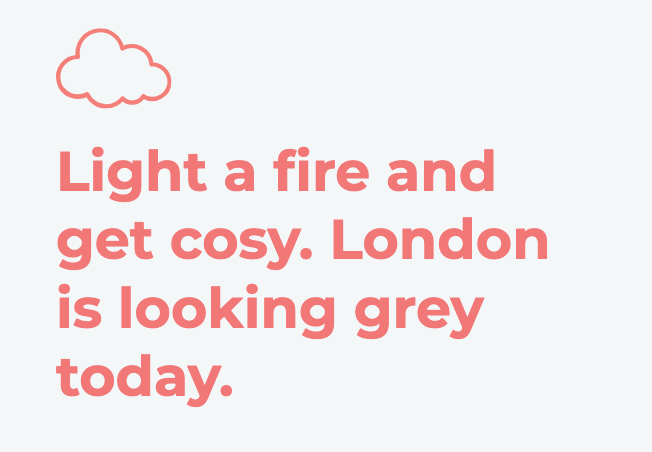 Light a fire and
get cosy. London
is looking grey
today.